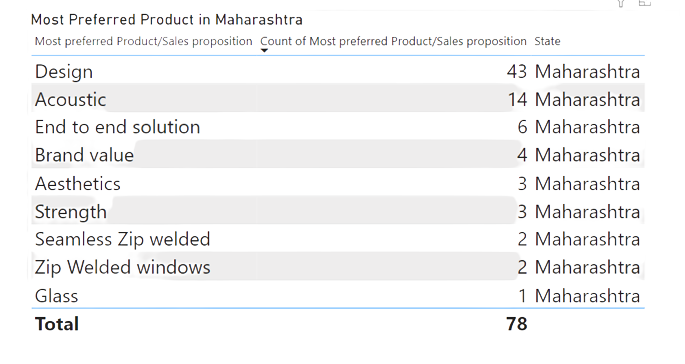 Most Preferred Product in Maharashtra
Most preferred Product/Sales proposition Count of Most preferred Product/Sales proposition State
Design 43 Maharashtra
Acoustic 14 Maharashtra
End to end solution 6 Maharashtra
Brand value 4 Maharashtra
Aesthetics 3 Maharashtra
Strength 3 Maharashtra
Seamless Zip welded 2 Maharashtra
Zip Welded windows 2 Maharashtra
Glass 1 Maharashtra
Total 78